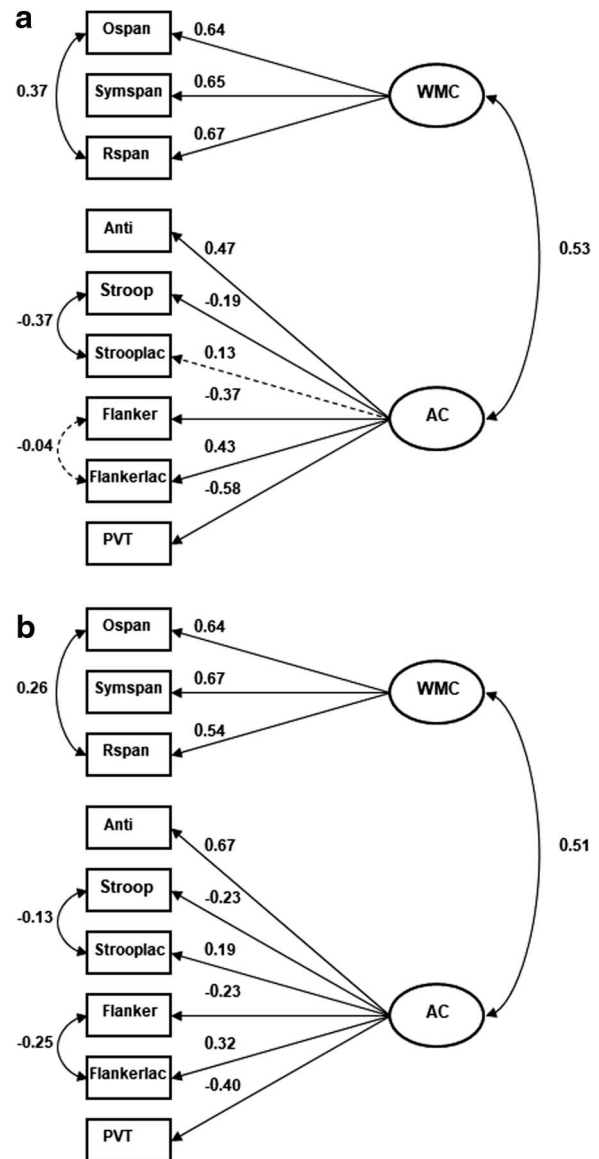 a
Ospan
0.64
0.37
Symspan
0.65
WMC
Rspan
0.67
Anti
0.47
0.53
Stroop
-0.19
-0.37
Strooplac
0.13
Flanker
-0.37
AC
-0.04
Flankerlac
0.43
PVT
-0.58
b
Ospan
0.64
0.26
Symspan
0.67
WMC
Rspan
0.54
Anti
0.67
0.51
Stroop
-0.23
-0.13
Strooplac
0.19
Flanker
-0.23
AC
-0.25
Flankerlac
0.32
PVT
-0.40